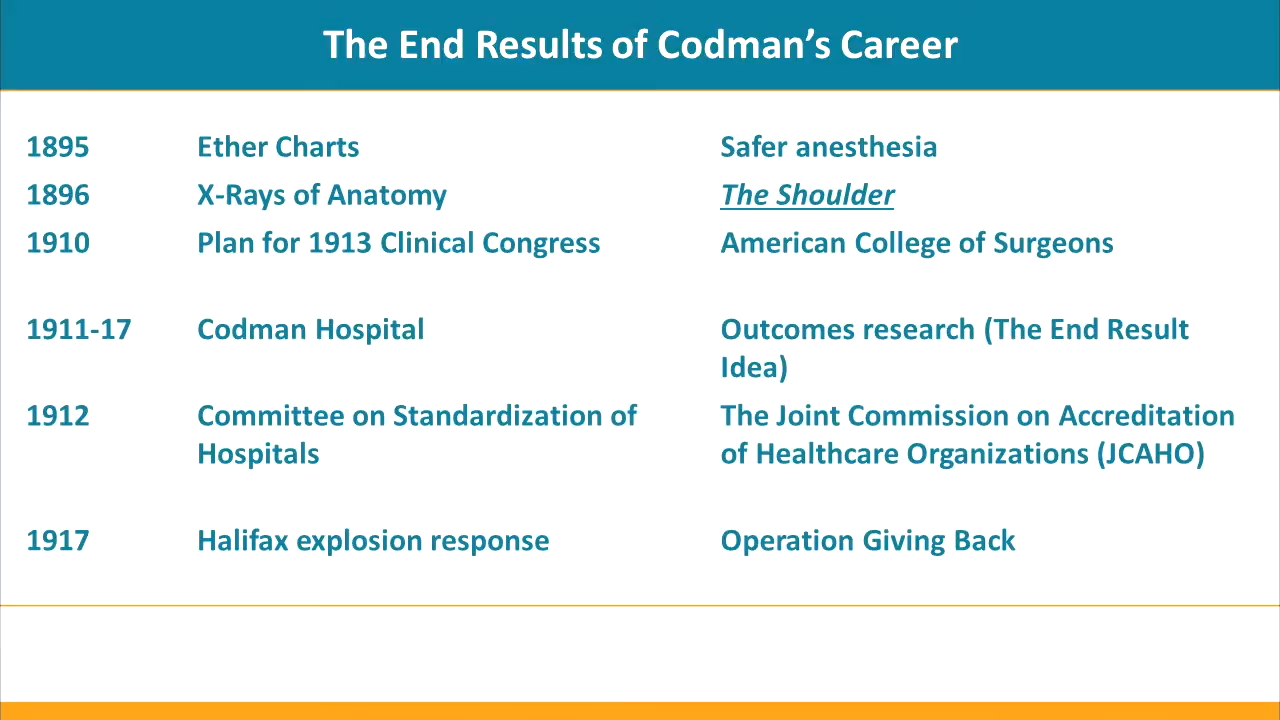 The End Results of Codman’s Career
1895 Ether Charts Safer anesthesia
1896 X-Rays of Anatomy The Shoulder
1910 Plan for 1913 Clinical Congress American College of Surgeons
1911-17 Codman Hospital Outcomes research (The End Result
Idea)
1912 Committee on Standardization of The Joint Commission on Accreditation
Hospitals of Healthcare Organizations (JCAHO)
1917 Halifax explosion response Operation Giving Back